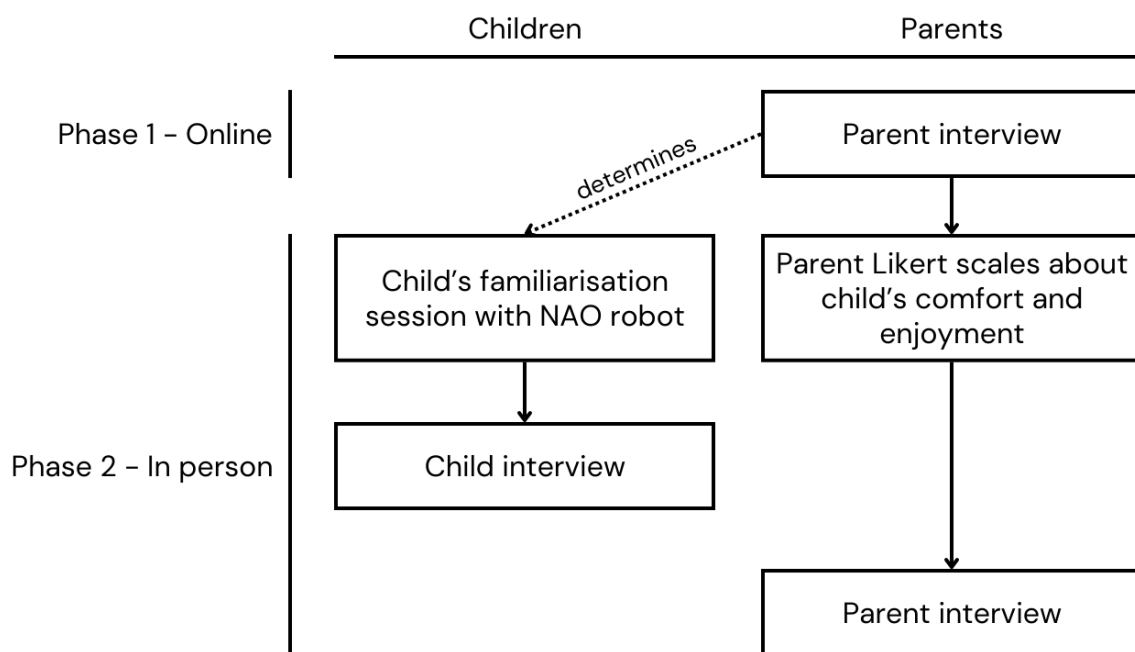 Children
Parents
Phase 1 – Online
Parent interview
determines
Child’s familiarisation
session with NAO robot
Parent Likert scales about
child’s comfort and
enjoyment
Phase 2 – In person
Child interview
Parent interview